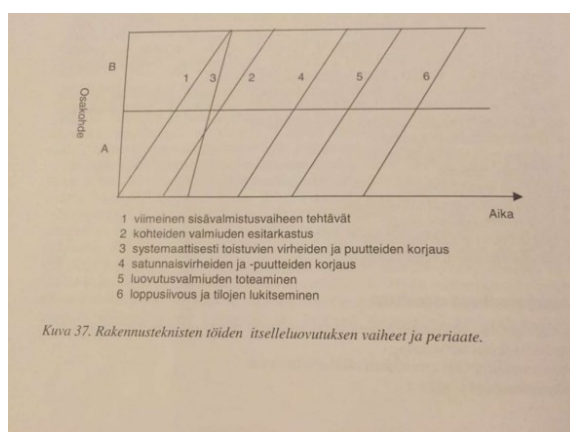 B
Osakohde
A
1 3 2 4 5 6
Aika
1 viimeinen sisävalmistusvaiheen tehtävät
2 kohteiden valmiuden esitarkastus
3 systemaattisesti toistuvien virheiden ja puutteiden korjaus
4 satunnaisvirheiden ja -puutteiden korjaus
5 luovutusvalmiuden toteaminen
6 loppusiivous ja tilojen lukitseminen
Kuva 37. Rakennusteknisten töiden itselleluovutuksen vaiheet ja periaate.